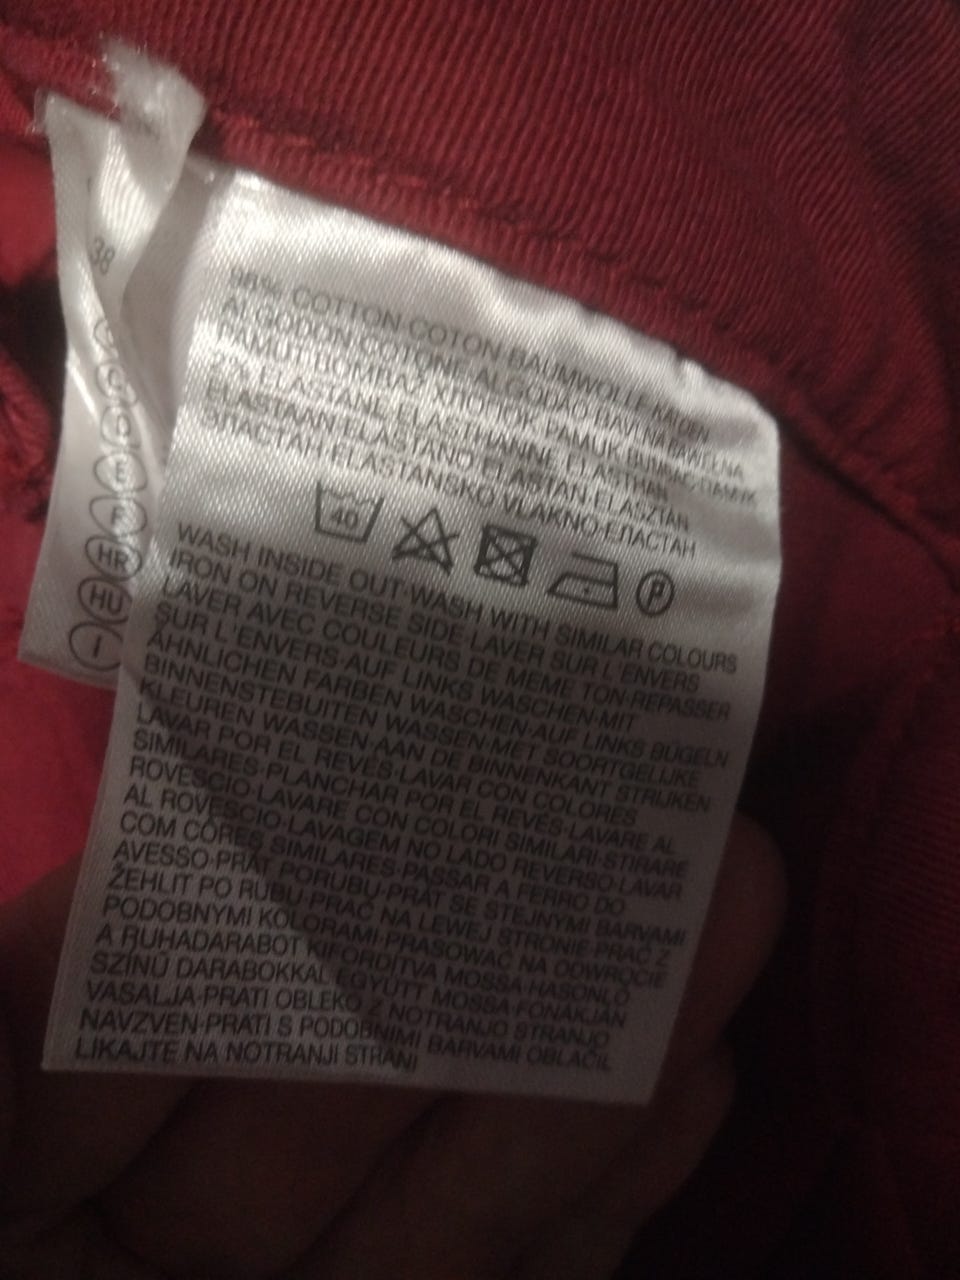 38
HR
HU
I
98% COTTON·COTON·BAUMWOLLE·KATOEN
ALGODÓN·COTONE·ALGODÃO·BAVLNA·BAWEŁNA
PAMUT·BOMBAŽ·ХЛОПОК·PAMUK·BUMBAC·ПАМУК
2% ELASTANE·ELASTHANNE·ELASTHAN
ELASTAAN·ELASTANO·ELASTAN·ELASZTÁN
ELASTANSKO VLAKNO·ЕЛАСТАН
40
P
WASH INSIDE OUT·WASH WITH SIMILAR COLOURS
IRON ON REVERSE SIDE·LAVER SUR L'ENVERS
LAVER AVEC COULEURS DE MEME TON·REPASSER
SUR L'ENVERS·AUF LINKS WASCHEN·MIT
ÄHNLICHEN FARBEN WASCHEN·AUF LINKS BÜGELN
BINNENSTEBUITEN WASSEN·MET SOORTGELIJKE
KLEUREN WASSEN·AAN DE BINNENKANT STRIJKEN
LAVAR POR EL REVÉS·LAVAR CON COLORES
SIMILARES·PLANCHAR POR EL REVÉS·LAVARE AL
ROVESCIO·LAVARE CON COLORI SIMILARI·STIRARE
AL ROVESCIO·LAVAGEM NO LADO REVERSO·LAVAR
COM CÔRES SIMILARES·PASSAR A FERRO DO
AVESSO·PRÁT PORUBU·PRÁT SE STEJNÝMI BARVAMI
ŽEHLIT PO RUBU·PRAĆ NA LEWEJ STRONIE·PRAĆ Z
PODOBNYMI KOLORAMI·PRASOWAĆ NA ODWRÓCIE
A RUHADARABOT KIFORDÍTVA MOSSA·HASONLÓ
SZÍNŰ DARABOKKAL EGYÜTT MOSSA·FONÁKJÁN
VASALJA·PRATI OBLEKO Z NOTRANJO STRANJO
NAVZVEN·PRATI S PODOBNIMI BARVAMI OBLAČIL
LIKAJTE NA NOTRANJI STRANI